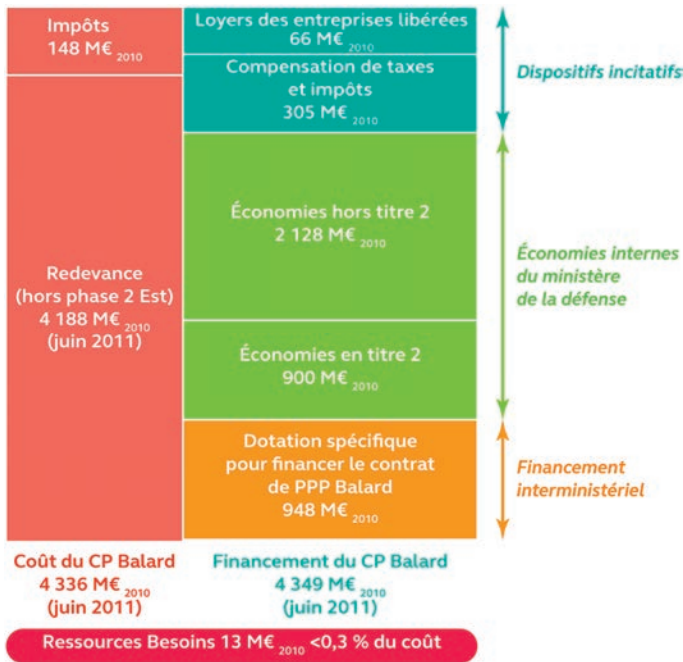 Impôts
148 M€ 2010
Redevance
(hors phase 2 Est)
4 188 M€ 2010
(juin 2011)
Loyers des entreprises libérées
66 M€ 2010
Compensation de taxes
et impôts
305 M€ 2010
Économies hors titre 2
2 128 M€ 2010
Économies en titre 2
900 M€ 2010
Dotation spécifique
pour financer le contrat
de PPP Balard
948 M€ 2010
Dispositifs incitatifs
Économies internes
du ministère
de la défense
Financement
interministériel
Coût du CP Balard
4 336 M€ 2010
(juin 2011)
Financement du CP Balard
4 349 M€ 2010
(juin 2011)
Ressources Besoins 13 M€ 2010 <0,3 % du coût